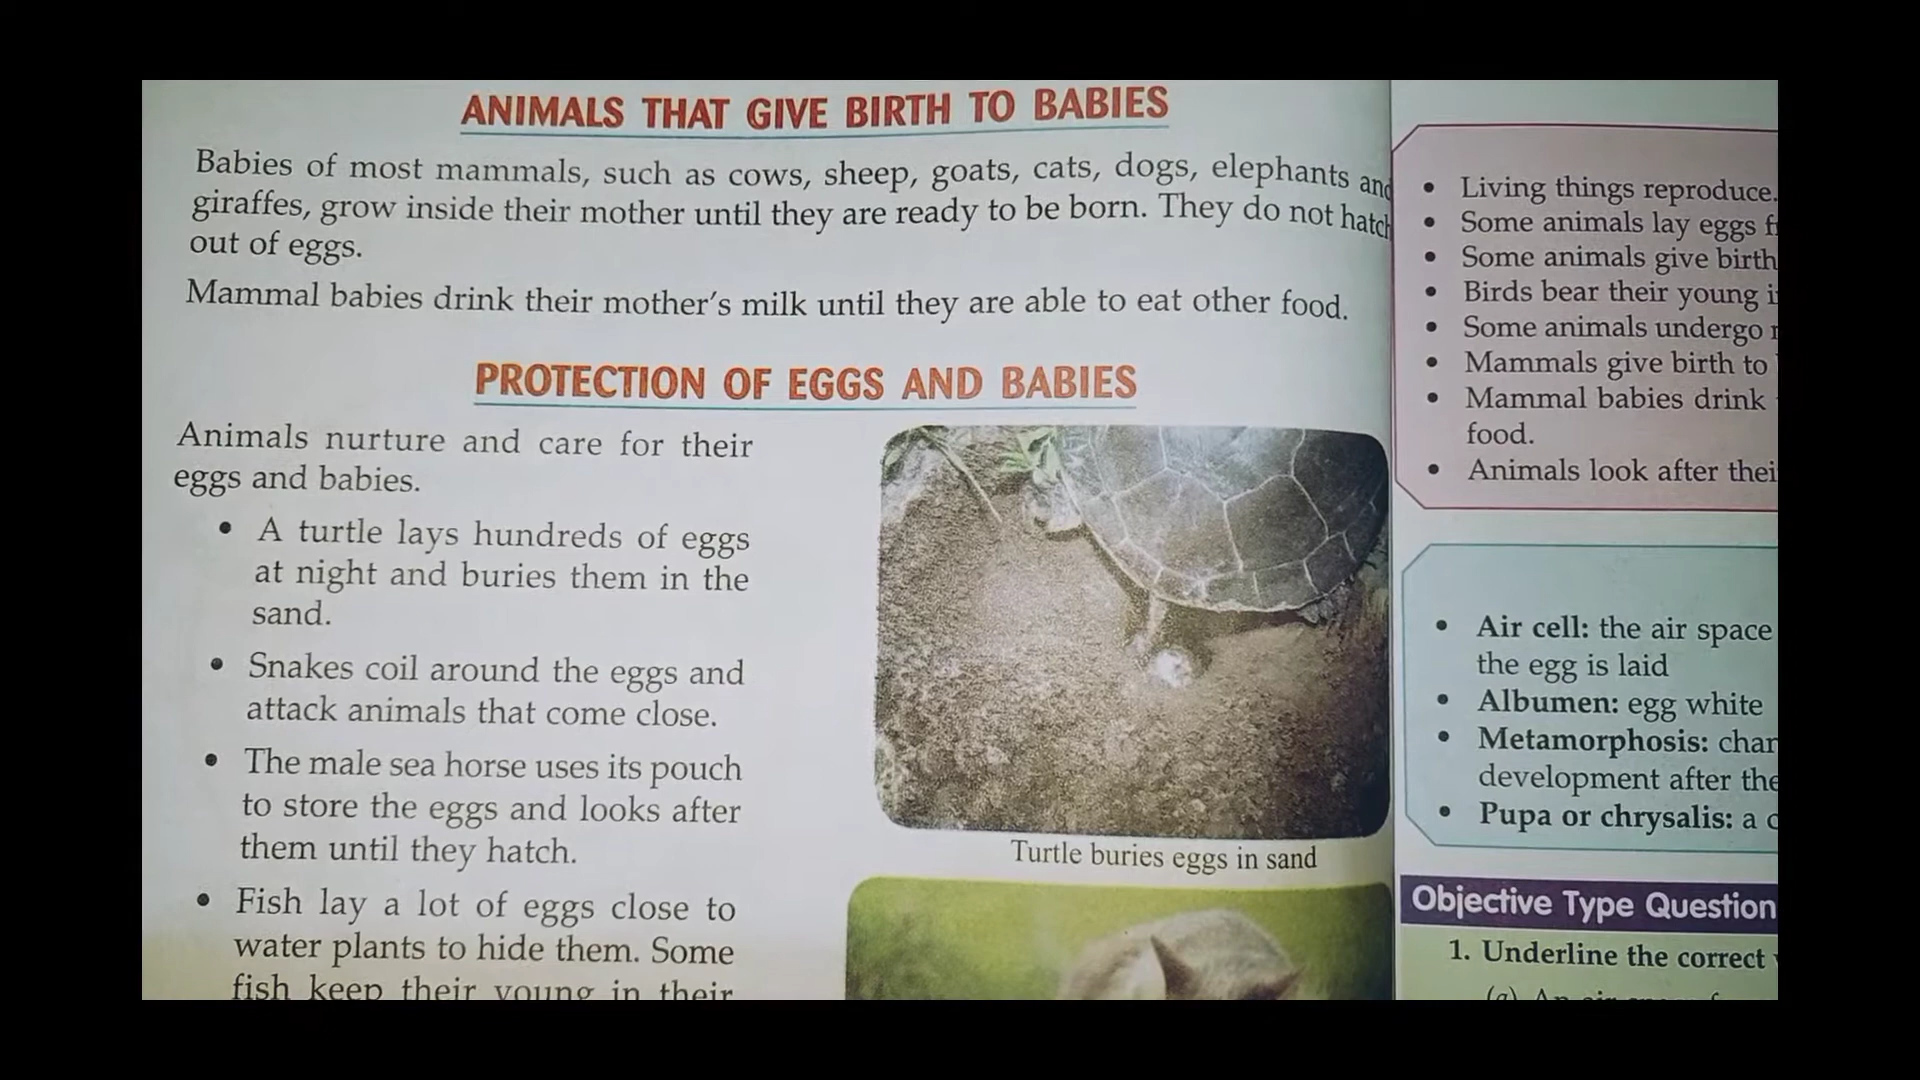 ANIMALS THAT GIVE BIRTH TO BABIES
Babies of most mammals, such as cows, sheep, goats, cats, dogs, elephants and
giraffes, grow inside their mother until they are ready to be born. They do not hatch
out of eggs.
Mammal babies drink their mother's milk until they are able to eat other food.
PROTECTION OF EGGS AND BABIES
Animals nurture and care for their
eggs and babies.
• A turtle lays hundreds of eggs
at night and buries them in the
sand.
• Snakes coil around the eggs and
attack animals that come close.
• The male sea horse uses its pouch
to store the eggs and looks after
them until they hatch.
• Fish lay a lot of eggs close to
water plants to hide them. Some
fish keep their young in their
Turtle buries eggs in sand
• Living things reproduce.
• Some animals lay eggs
• Some animals give birth
• Birds bear their young
• Some animals undergo
• Mammals give birth to
• Mammal babies drink
food.
• Animals look after
• Air cell: the air space
the egg is laid
• Albumen: egg white
• Metamorphosis:
development after the
• Pupa or chrysalis: a
Objective Type Question
1. Underline the correct
(a) An air